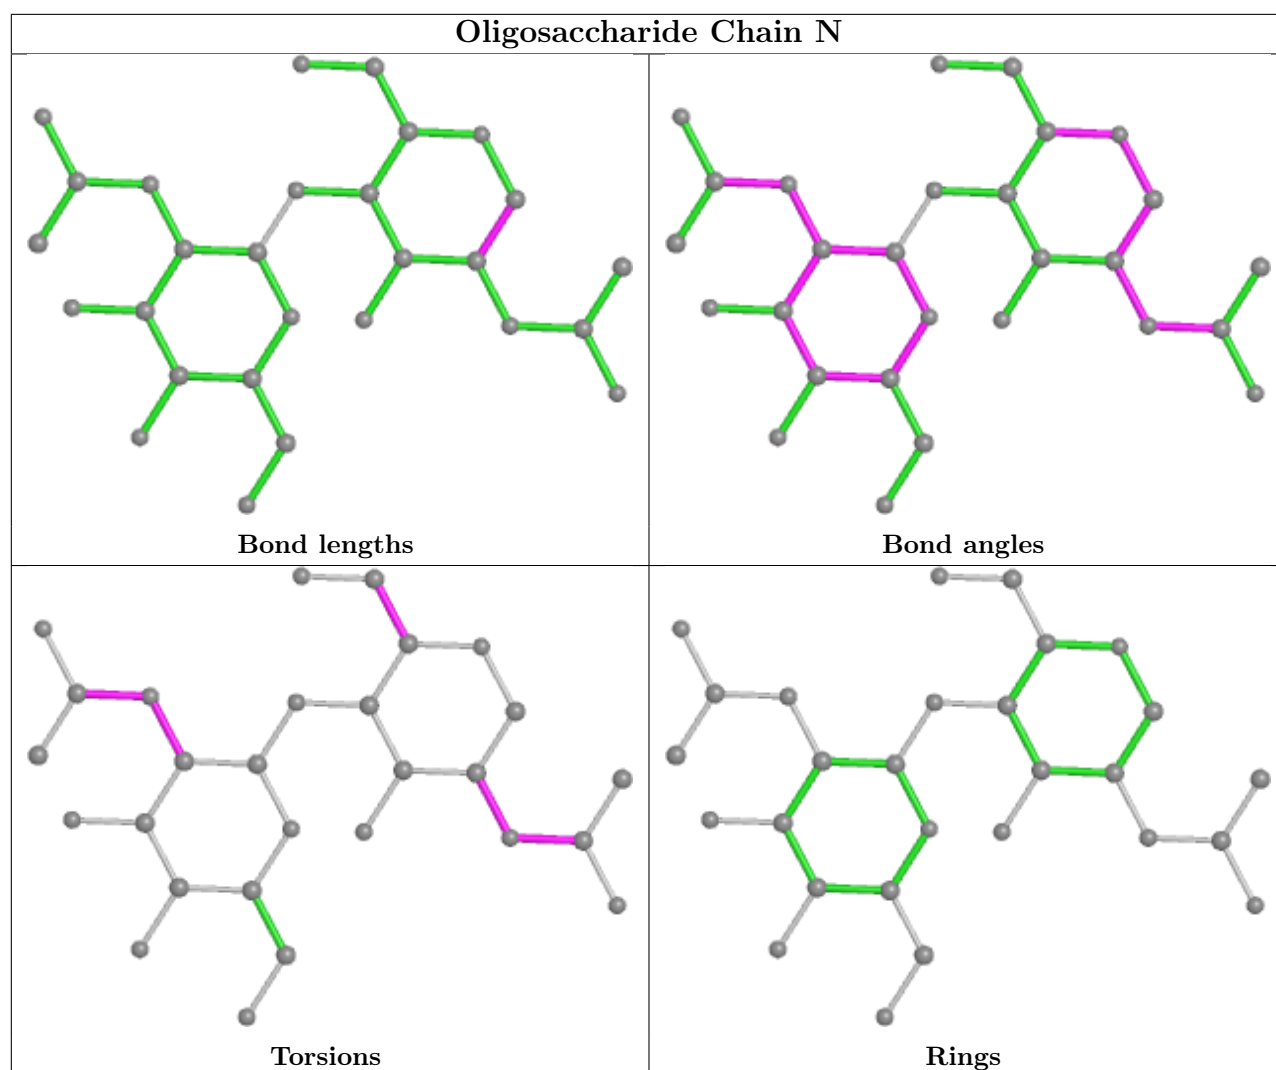 Oligosaccharide Chain N
Bond lengths
Bond angles
Torsions
Rings